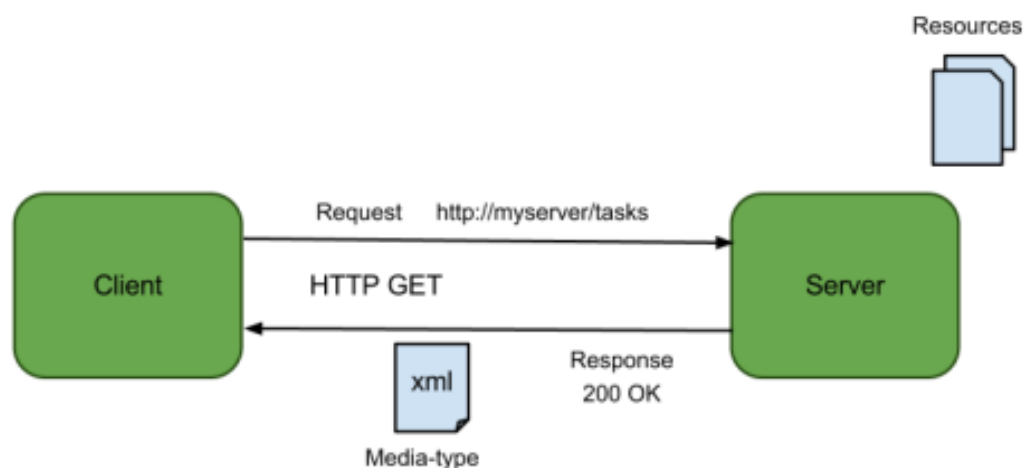 Resources
Request http://myserver/tasks
Client
HTTP GET
Server
xml
Response
200 OK
Media-type